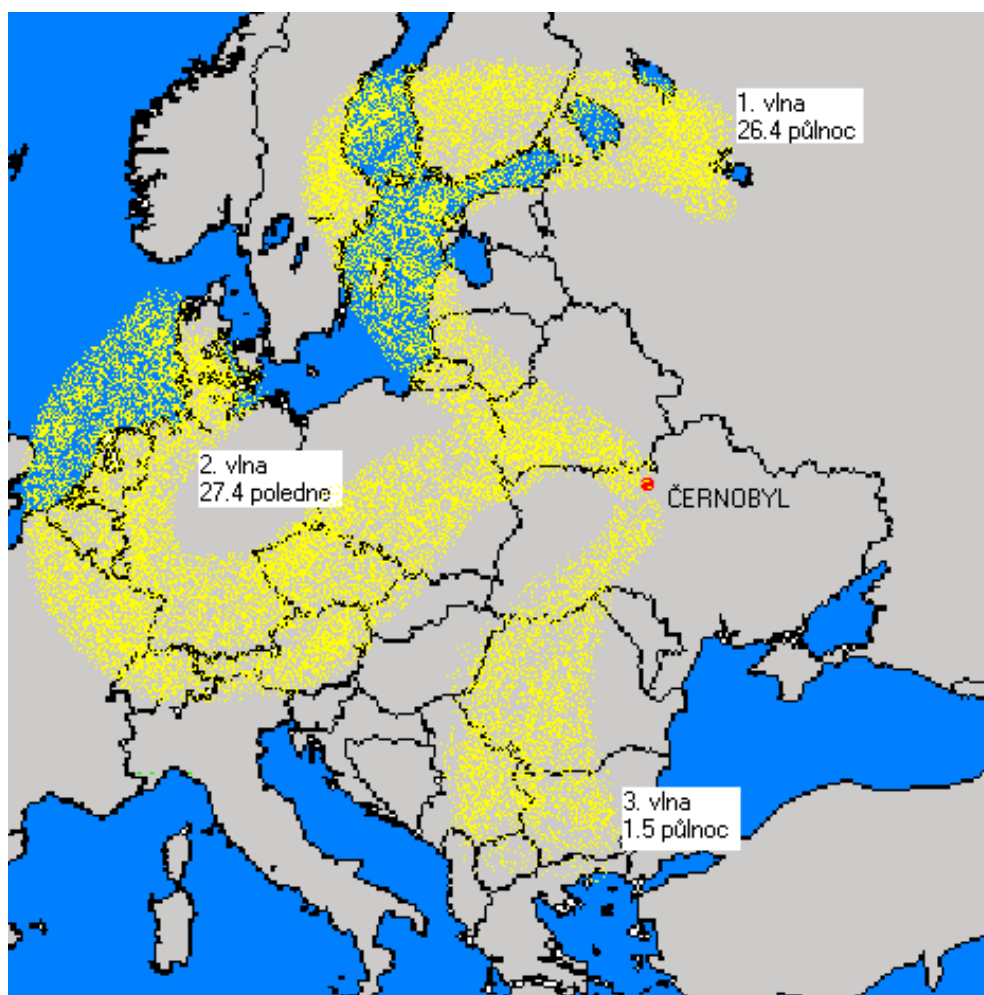 1. vlna
26.4 půlnoc
2. vlna
27.4 poledne
ČERNOBYL
3. vlna
1.5 půlnoc